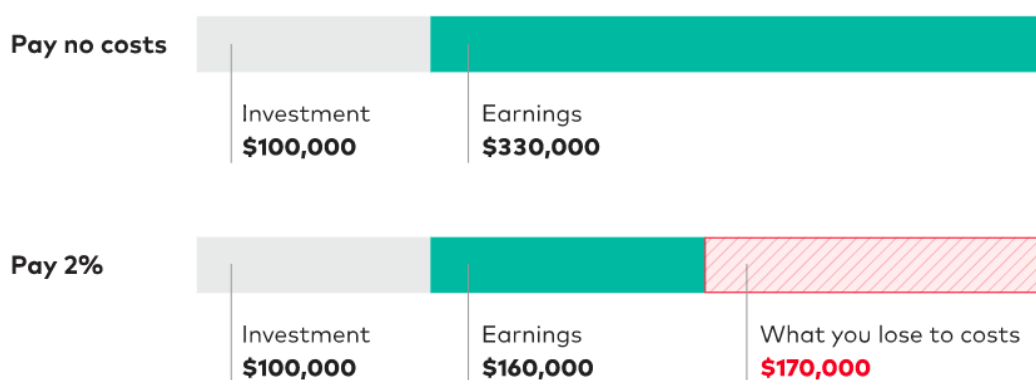 Pay no costs
Investment
$100,000
Earnings
$330,000
Pay 2%
Investment
$100,000
Earnings
$160,000
What you lose to costs
$170,000